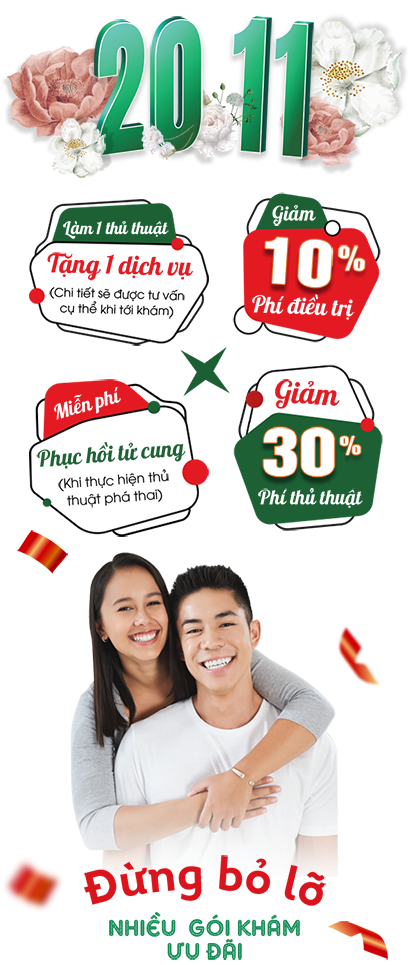 20 11
Làm 1 thủ thuật
Tặng 1 dịch vụ
(Chi tiết sẽ được tư vấn
cụ thể khi tới khám)
Giảm
10%
Phí điều trị
Miễn phí
Phục hồi tử cung
(Khi thực hiện thủ
thuật phá thai)
Giảm
30%
Phí thủ thuật
Đừng bỏ lỡ
NHIỀU GÓI KHÁM
ƯU ĐÃI